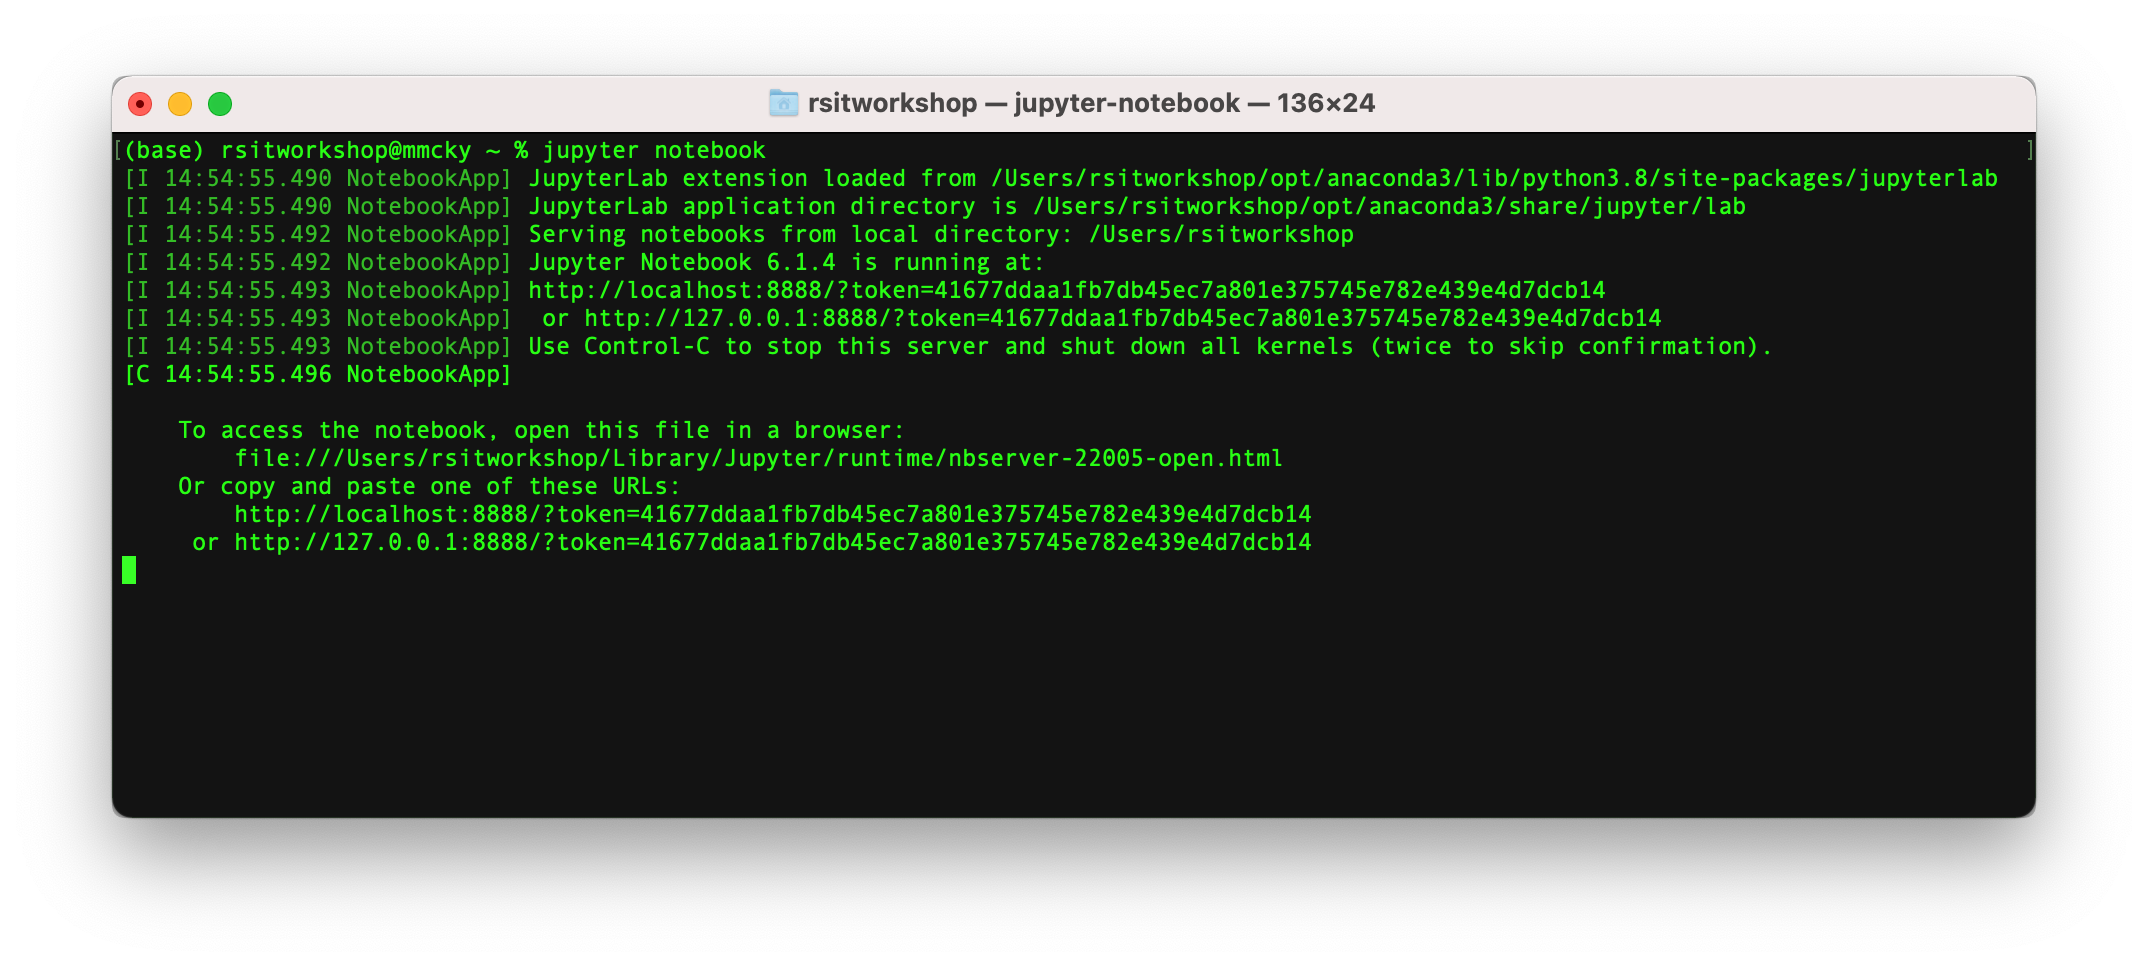 rsitworkshop — jupyter-notebook — 136×24
[(base) rsitworkshop@mmcky ~ % jupyter notebook ]
[I 14:54:55.490 NotebookApp] JupyterLab extension loaded from /Users/rsitworkshop/opt/anaconda3/lib/python3.8/site-packages/jupyterlab
[I 14:54:55.490 NotebookApp] JupyterLab application directory is /Users/rsitworkshop/opt/anaconda3/share/jupyter/lab
[I 14:54:55.492 NotebookApp] Serving notebooks from local directory: /Users/rsitworkshop
[I 14:54:55.492 NotebookApp] Jupyter Notebook 6.1.4 is running at:
[I 14:54:55.493 NotebookApp] http://localhost:8888/?token=41677ddaa1fb7db45ec7a801e375745e782e439e4d7dcb14
[I 14:54:55.493 NotebookApp]  or http://127.0.0.1:8888/?token=41677ddaa1fb7db45ec7a801e375745e782e439e4d7dcb14
[I 14:54:55.493 NotebookApp] Use Control-C to stop this server and shut down all kernels (twice to skip confirmation).
[C 14:54:55.496 NotebookApp]
To access the notebook, open this file in a browser:
file:///Users/rsitworkshop/Library/Jupyter/runtime/nbserver-22005-open.html
Or copy and paste one of these URLs:
http://localhost:8888/?token=41677ddaa1fb7db45ec7a801e375745e782e439e4d7dcb14
or http://127.0.0.1:8888/?token=41677ddaa1fb7db45ec7a801e375745e782e439e4d7dcb14